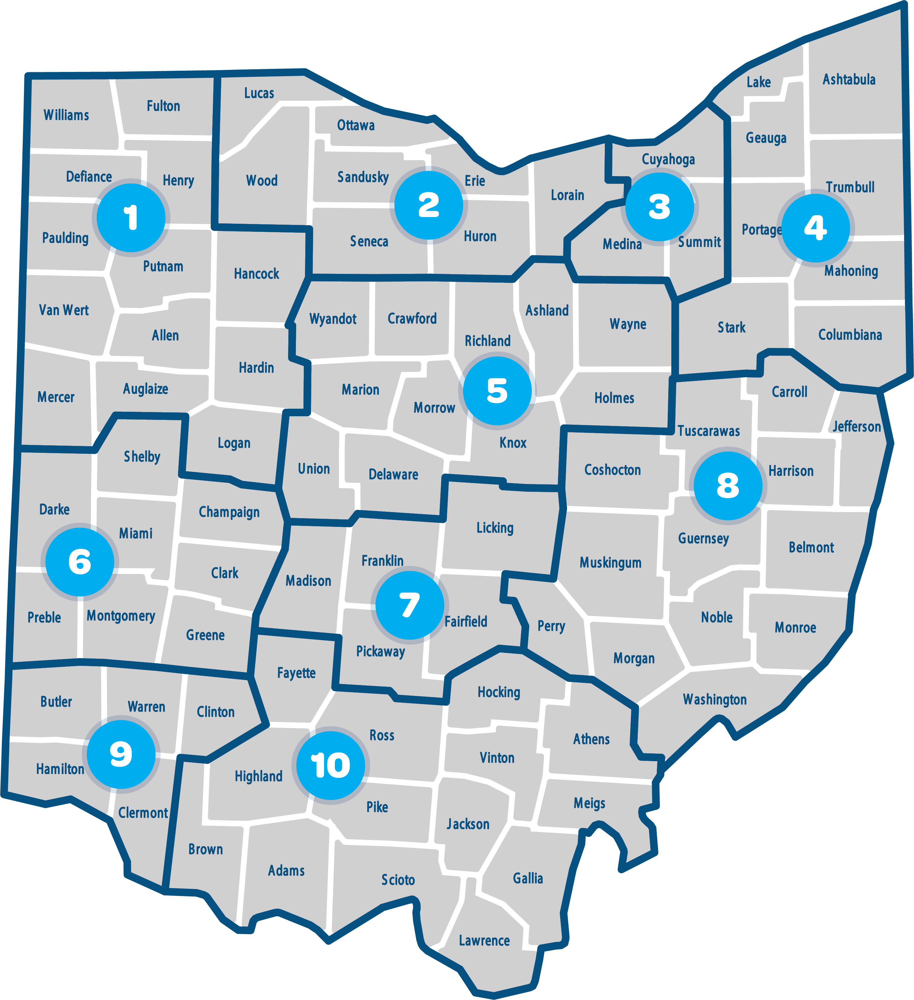 Lake
Ashtabula
Lucas
Fulton
Williams
Ottawa
Geauga
Cuyahoga
Defiance
Henry
Wood
Sandusky
Erie
Lorain
Trumbull
1
2
3
4
Paulding
Seneca
Huron
Medina
Summit
Portage
Putnam
Hancock
Mahoning
Van Wert
Wyandot
Crawford
Ashland
Wayne
Stark
Columbiana
Allen
Richland
Hardin
Mercer
Auglaize
Marion
5
Morrow
Holmes
Carroll
Tuscarawas
Jefferson
Logan
Knox
Shelby
Union
Delaware
Coshocton
8
Harrison
Darke
Champaign
Miami
Licking
Guernsey
Belmont
6
Clark
Madison
Franklin
Muskingum
Preble
Montgomery
Greene
7
Fairfield
Perry
Noble
Monroe
Pickaway
Morgan
Fayette
Hocking
Washington
Butler
Warren
Clinton
Ross
Athens
9
10
Vinton
Hamilton
Highland
Pike
Meigs
Clermont
Jackson
Brown
Adams
Scioto
Gallia
Lawrence